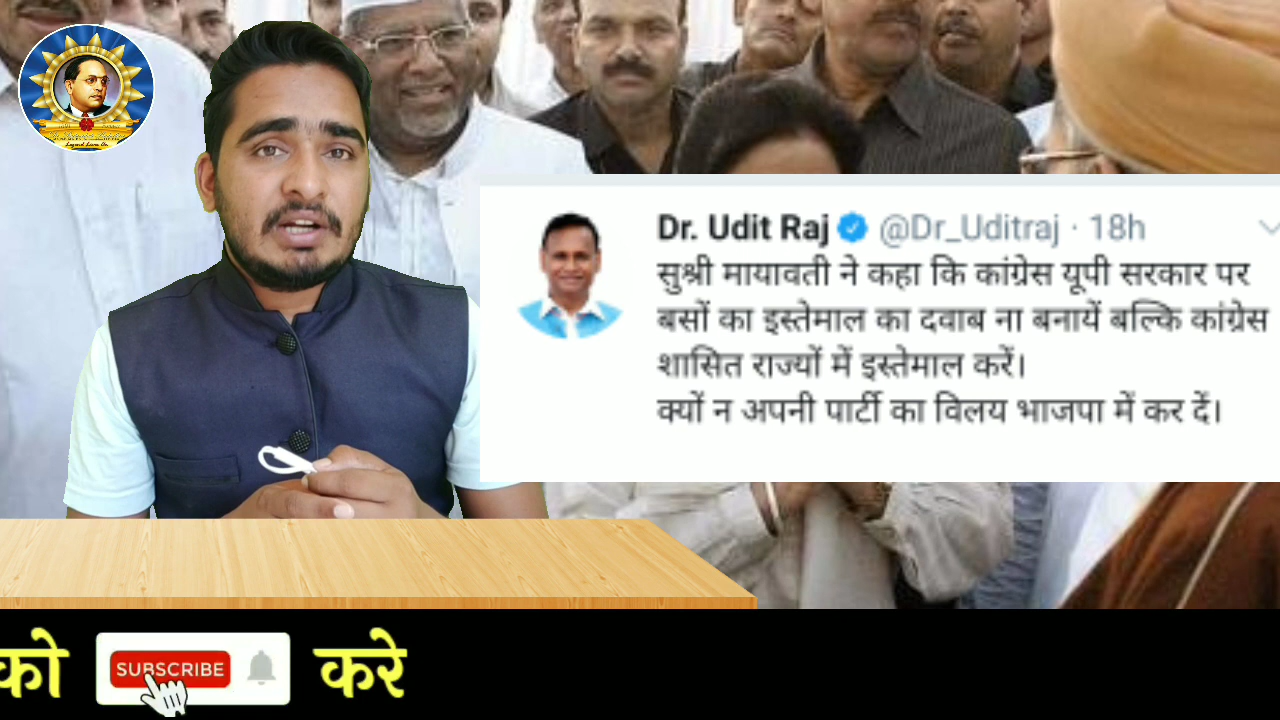 Dr. Udit Raj @Dr_Uditraj · 18h
सुश्री मायावती ने कहा कि कांग्रेस यूपी सरकार पर
बसों का इस्तेमाल का दवाब ना बनायें बल्कि कांग्रेस
शासित राज्यों में इस्तेमाल करें।
क्यों न अपनी पार्टी का विलय भाजपा में कर दें।
को SUBSCRIBE करे